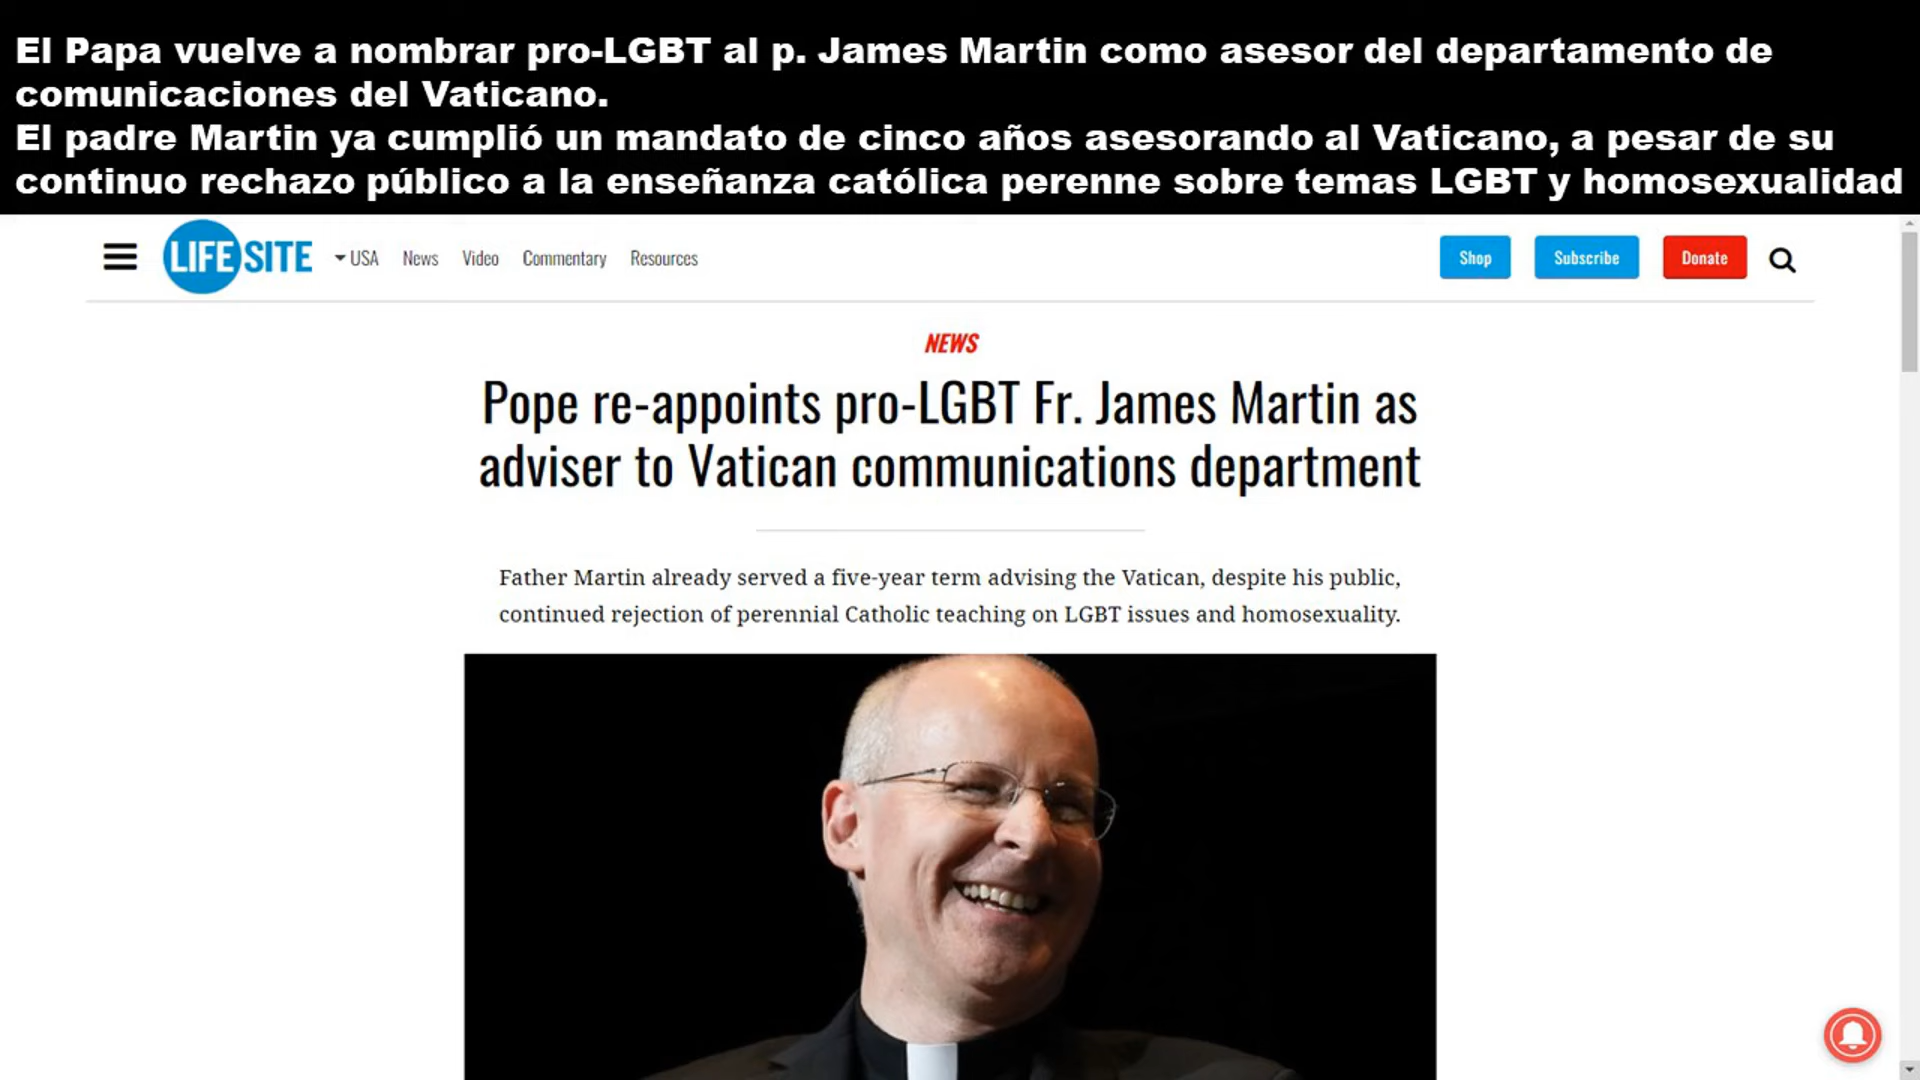 El Papa vuelve a nombrar pro-LGBT al p. James Martin como asesor del departamento de
comunicaciones del Vaticano.
El padre Martin ya cumplió un mandato de cinco años asesorando al Vaticano, a pesar de su
continuo rechazo público a la enseñanza católica perenne sobre temas LGBT y homosexualidad
LIFESITE USA News Video Commentary Resources Shop Subscribe Donate
NEWS
Pope re-appoints pro-LGBT Fr. James Martin as
adviser to Vatican communications department
Father Martin already served a five-year term advising the Vatican, despite his public,
continued rejection of perennial Catholic teaching on LGBT issues and homosexuality.